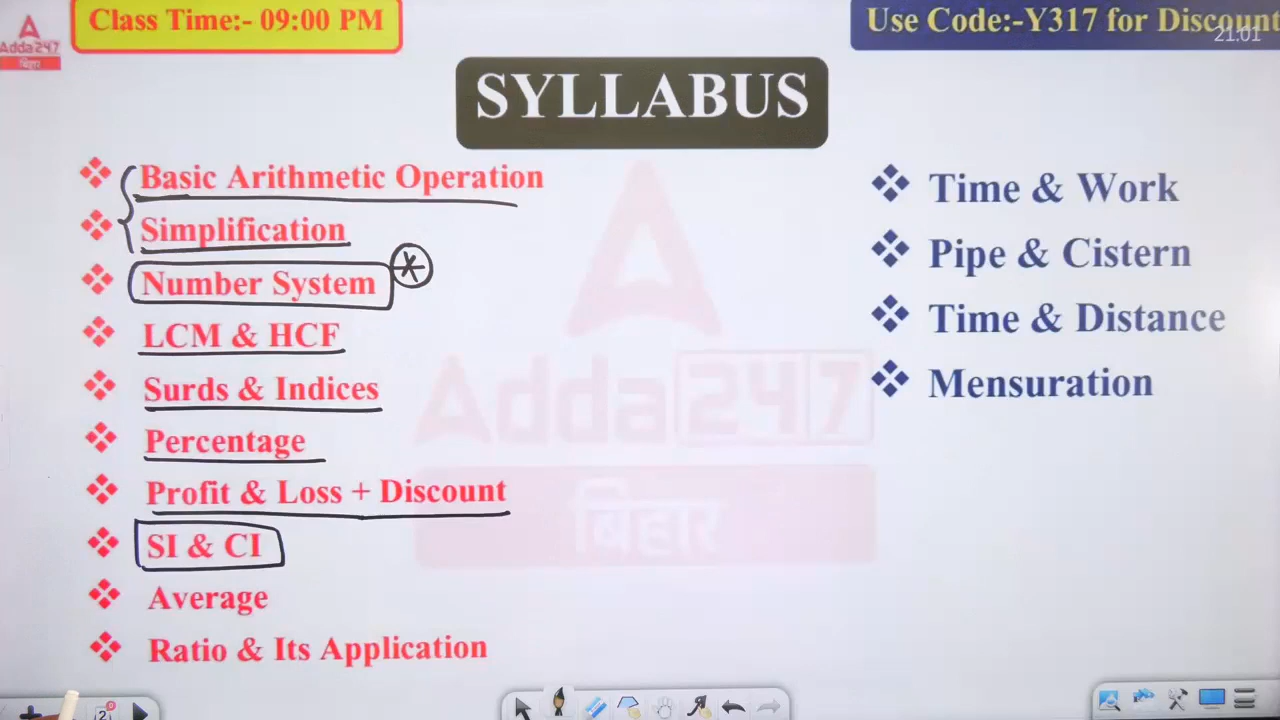 Class Time:- 09:00 PM
Use Code:-Y317 for Discount
21:01
Adda247
बिहार
SYLLABUS
Basic Arithmetic Operation
Simplification
Number System
LCM & HCF
Surds & Indices
Percentage
Profit & Loss + Discount
SI & CI
Average
Ratio & Its Application
Time & Work
Pipe & Cistern
Time & Distance
Mensuration
Adda247
बिहार
2